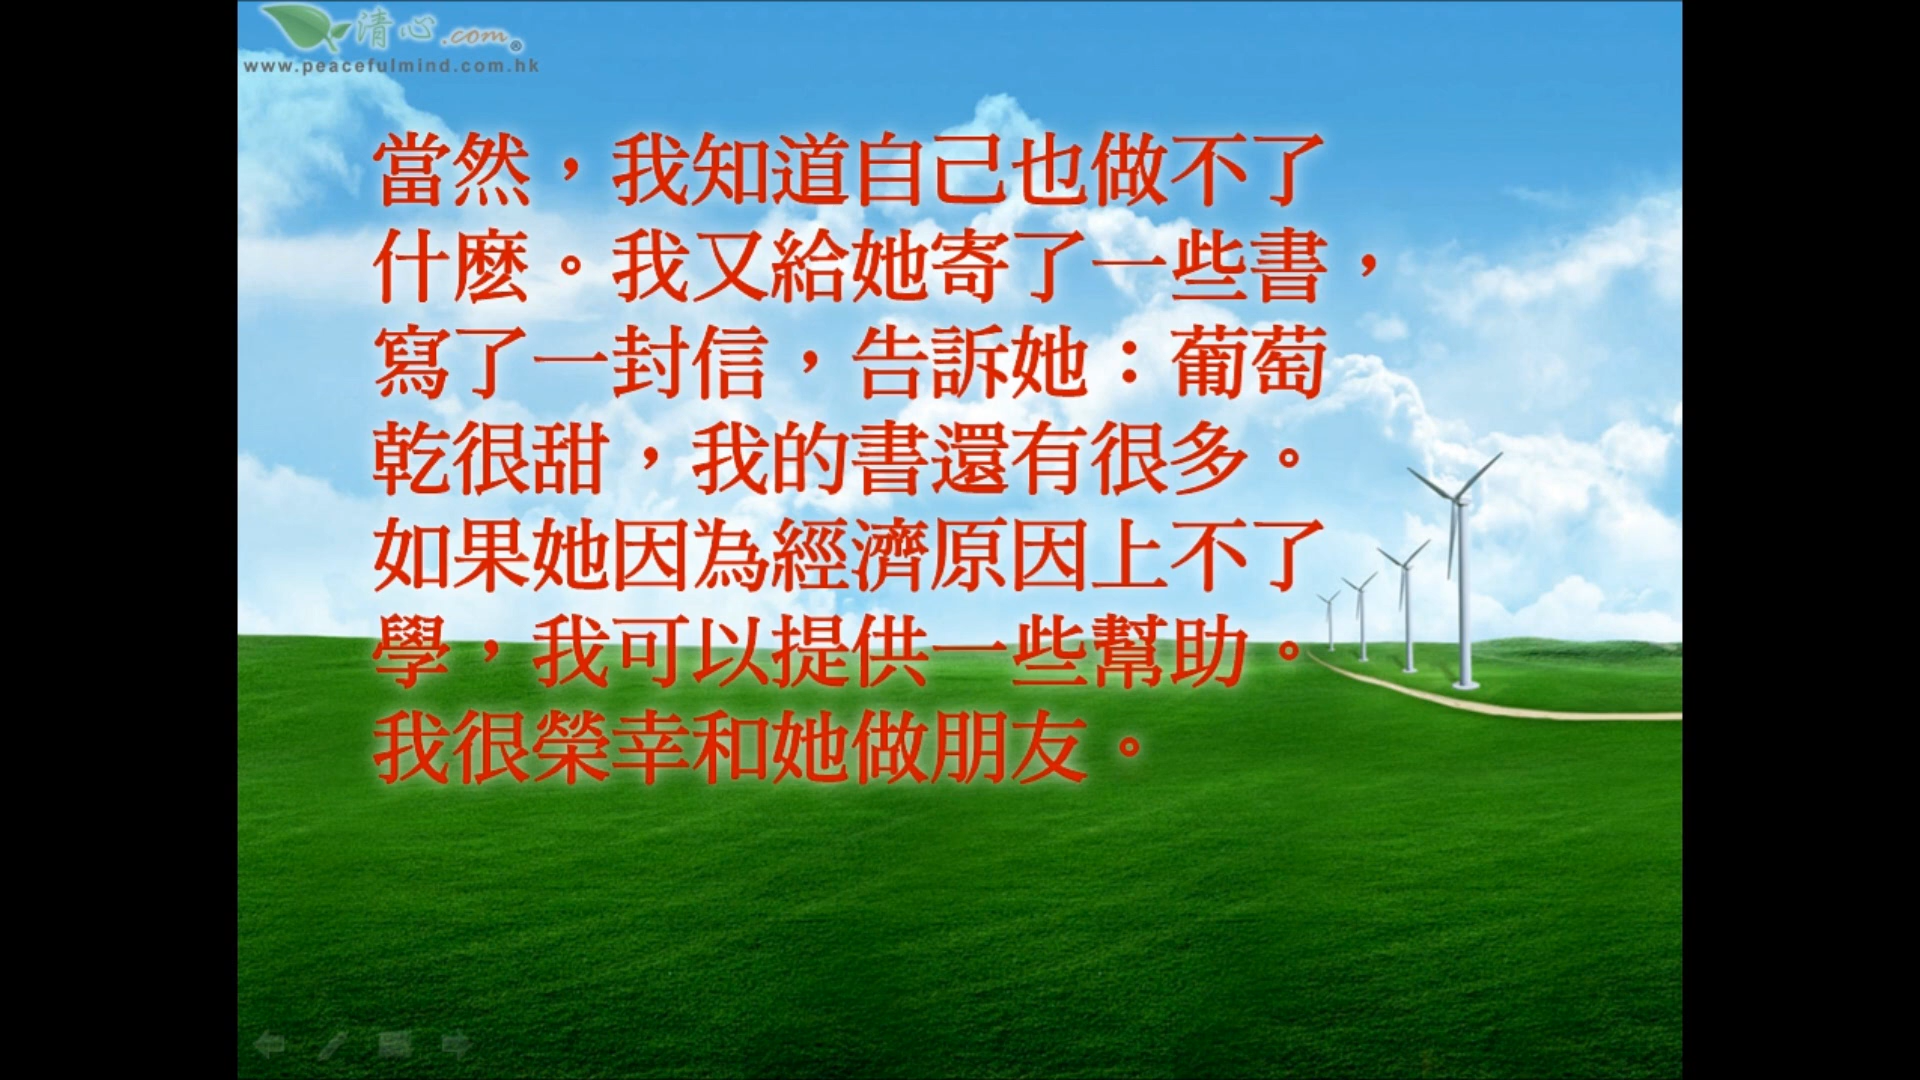 清心.com®
www.peacefulmind.com.hk
當然，我知道自己也做不了
什麽。我又給她寄了一些書，
寫了一封信，告訴她：葡萄
乾很甜，我的書還有很多。
如果她因為經濟原因上不了
學，我可以提供一些幫助。
我很榮幸和她做朋友。